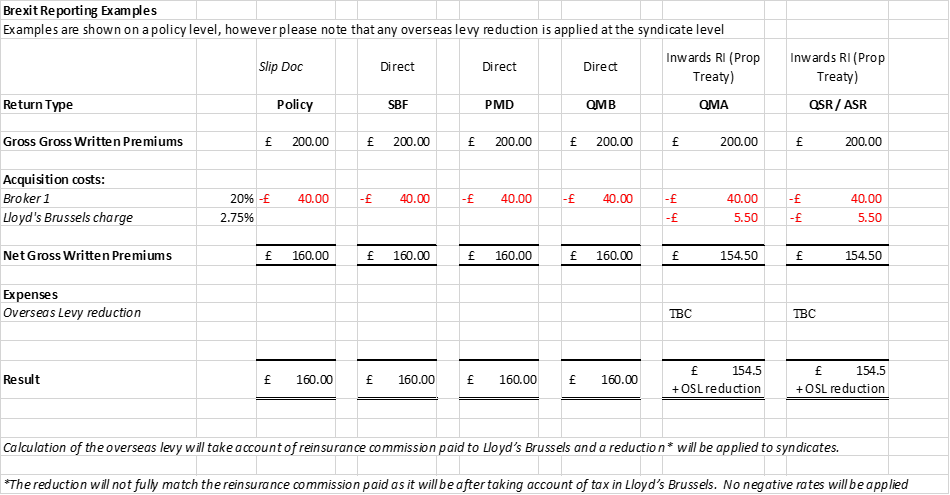 Brexit Reporting Examples
Examples are shown on a policy level, however please note that any overseas levy reduction is applied at the syndicate level
Slip Doc Direct Direct Direct Inwards RI (Prop Treaty) Inwards RI (Prop Treaty)
Return Type Policy SBF PMD QMB QMA QSR / ASR
Gross Gross Written Premiums £ 200.00 £ 200.00 £ 200.00 £ 200.00 £ 200.00 £ 200.00
Acquisition costs:
Broker 1 20% -£ 40.00 -£ 40.00 -£ 40.00 -£ 40.00 -£ 40.00 -£ 40.00
Lloyd's Brussels charge 2.75% -£ 5.50 -£ 5.50
Net Gross Written Premiums £ 160.00 £ 160.00 £ 160.00 £ 160.00 £ 154.50 £ 154.50
Expenses
Overseas Levy reduction TBC TBC
Result £ 160.00 £ 160.00 £ 160.00 £ 160.00 £ 154.5 +OSL reduction £ 154.5 +OSL reduction
Calculation of the overseas levy will take account of reinsurance commission paid to Lloyd's Brussels and a reduction* will be applied to syndicates.
*The reduction will not fully match the reinsurance commission paid as it will be after taking account of tax in Lloyd's Brussels. No negative rates will be applied